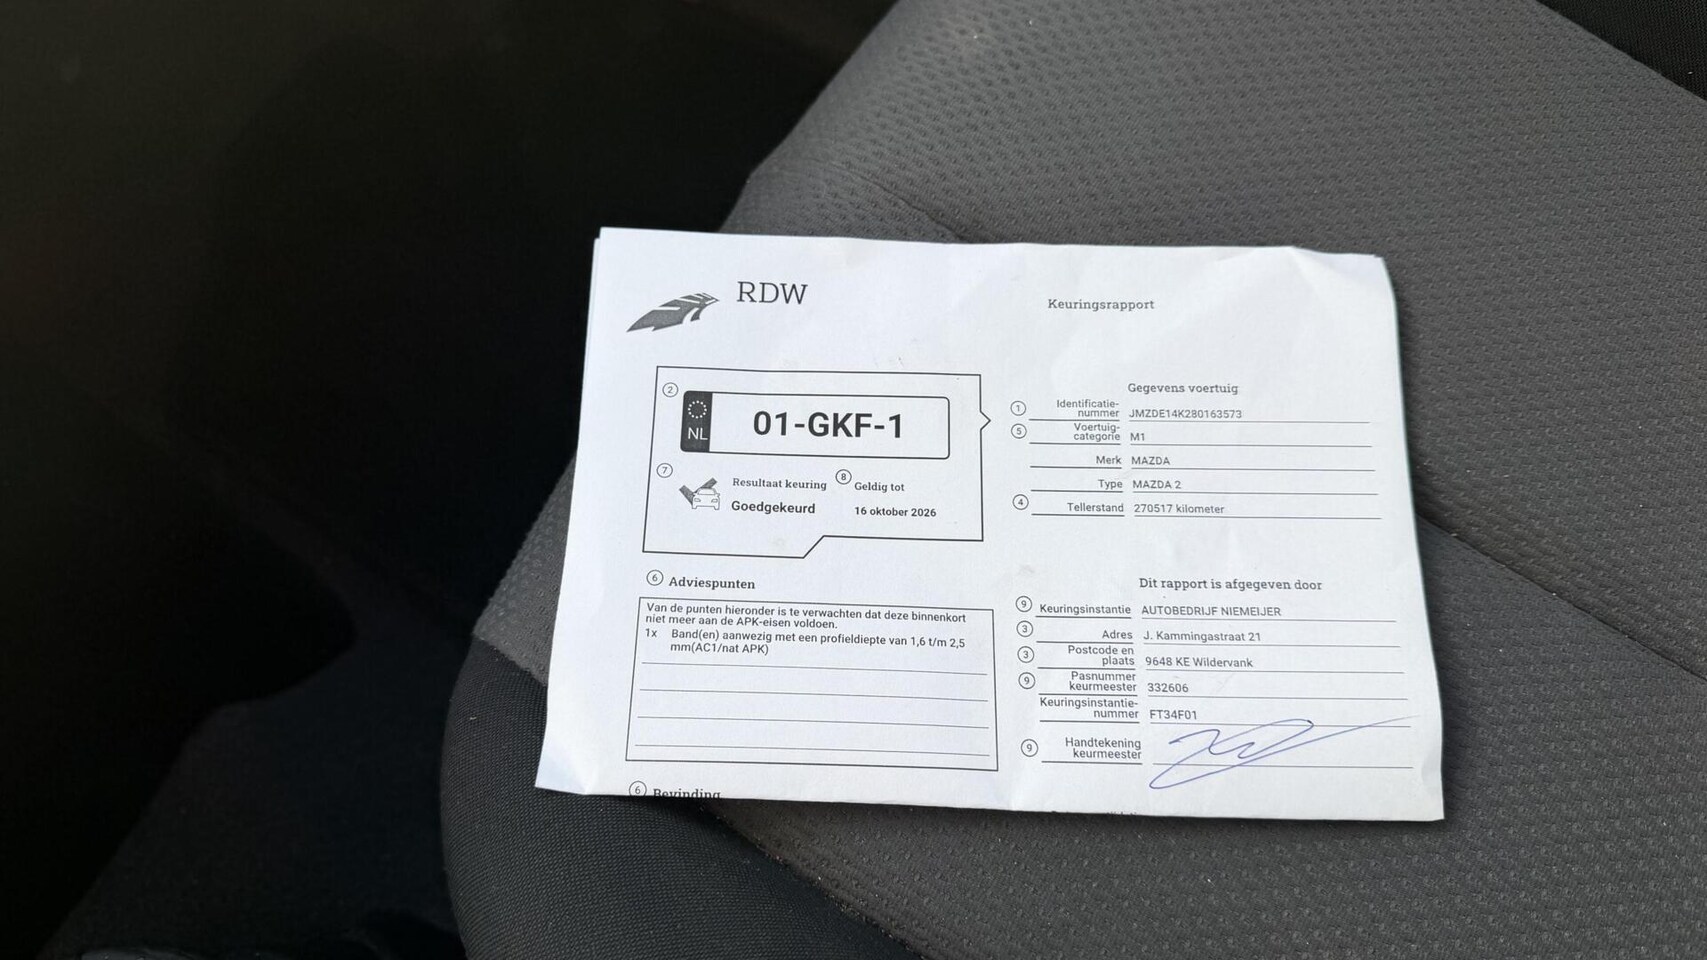 RDW
Keuringsrapport
2
NL
01-GKF-1
7
Resultaat keuring
Goedgekeurd
8
Geldig tot
16 oktober 2026
Gegevens voertuig
1 Identificatie-
nummer JMZDE14K280163573
5 Voertuig-
categorie M1
Merk MAZDA
Type MAZDA 2
4 Tellerstand 270517 kilometer
6 Adviespunten
Van de punten hieronder is te verwachten dat deze binnenkort
niet meer aan de APK-eisen voldoen.
1x Band(en) aanwezig met een profieldiepte van 1,6 t/m 2,5
mm(AC1/nat APK)
Dit rapport is afgegeven door
9 Keuringsinstantie AUTOBEDRIJF NIEMEIJER
3 Adres J. Kammingastraat 21
3 Postcode en
plaats 9648 KE Wildervank
9 Pasnummer
keurmeester 332606
Keuringsinstantie-
nummer FT34F01
9 Handtekening
keurmeester
6 Bevinding